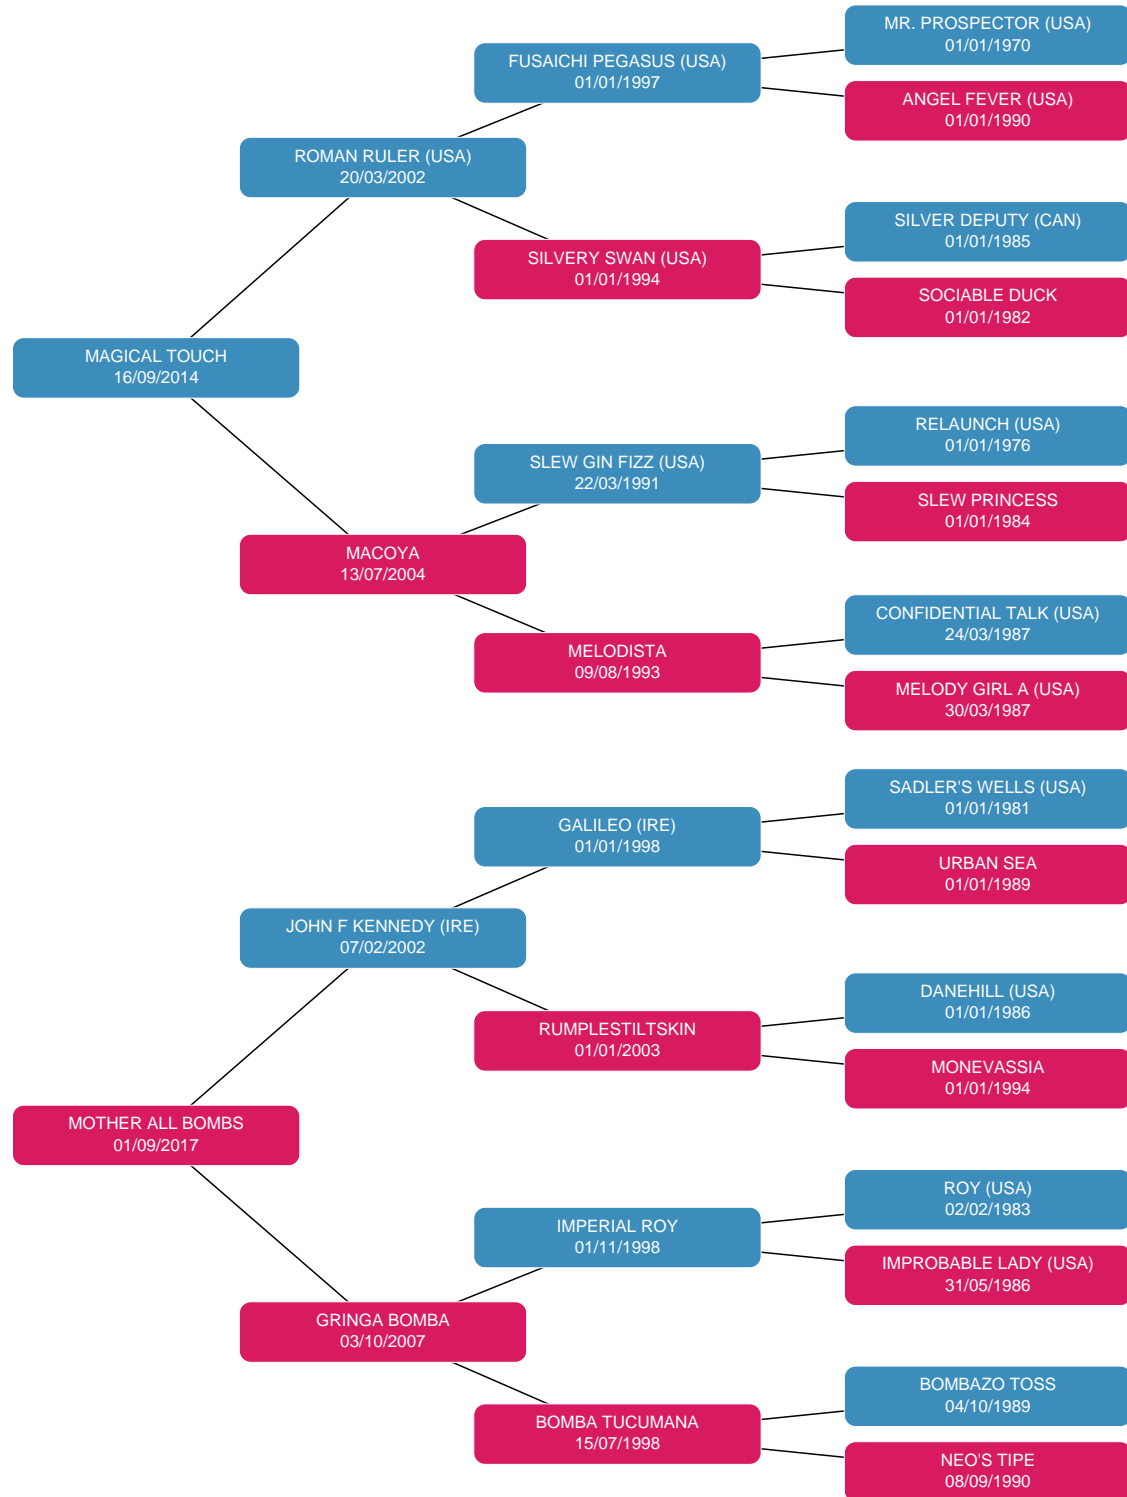 MR. PROSPECTOR (USA)
01/01/1970
FUSAICHI PEGASUS (USA)
01/01/1997
ANGEL FEVER (USA)
01/01/1990
ROMAN RULER (USA)
20/03/2002
SILVER DEPUTY (CAN)
01/01/1985
SILVERY SWAN (USA)
01/01/1994
SOCIABLE DUCK
01/01/1982
MAGICAL TOUCH
16/09/2014
RELAUNCH (USA)
01/01/1976
SLEW GIN FIZZ (USA)
22/03/1991
SLEW PRINCESS
01/01/1984
MACOYA
13/07/2004
CONFIDENTIAL TALK (USA)
24/03/1987
MELODISTA
09/08/1993
MELODY GIRL A (USA)
30/03/1987
SADLER'S WELLS (USA)
01/01/1981
GALILEO (IRE)
01/01/1998
URBAN SEA
01/01/1989
JOHN F KENNEDY (IRE)
07/02/2002
DANEHILL (USA)
01/01/1986
RUMPLESTILTSKIN
01/01/2003
MONEVASSIA
01/01/1994
MOTHER ALL BOMBS
01/09/2017
ROY (USA)
02/02/1983
IMPERIAL ROY
01/11/1998
IMPROBABLE LADY (USA)
31/05/1986
GRINGA BOMBA
03/10/2007
BOMBAZO TOSS
04/10/1989
BOMBA TUCUMANA
15/07/1998
NEO'S TIPE
08/09/1990